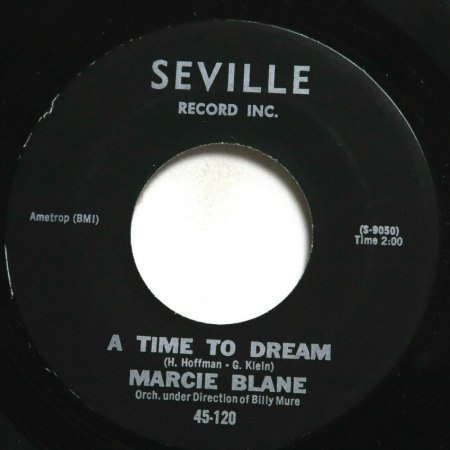 SEVILLE
RECORD INC.
Ametrop (BMI)
(S-9050)
Time 2:00
A TIME TO DREAM
(H. Hoffman - G. Klein)
MARCIE BLANE
Orch. under Direction of Billy Mure
45-120